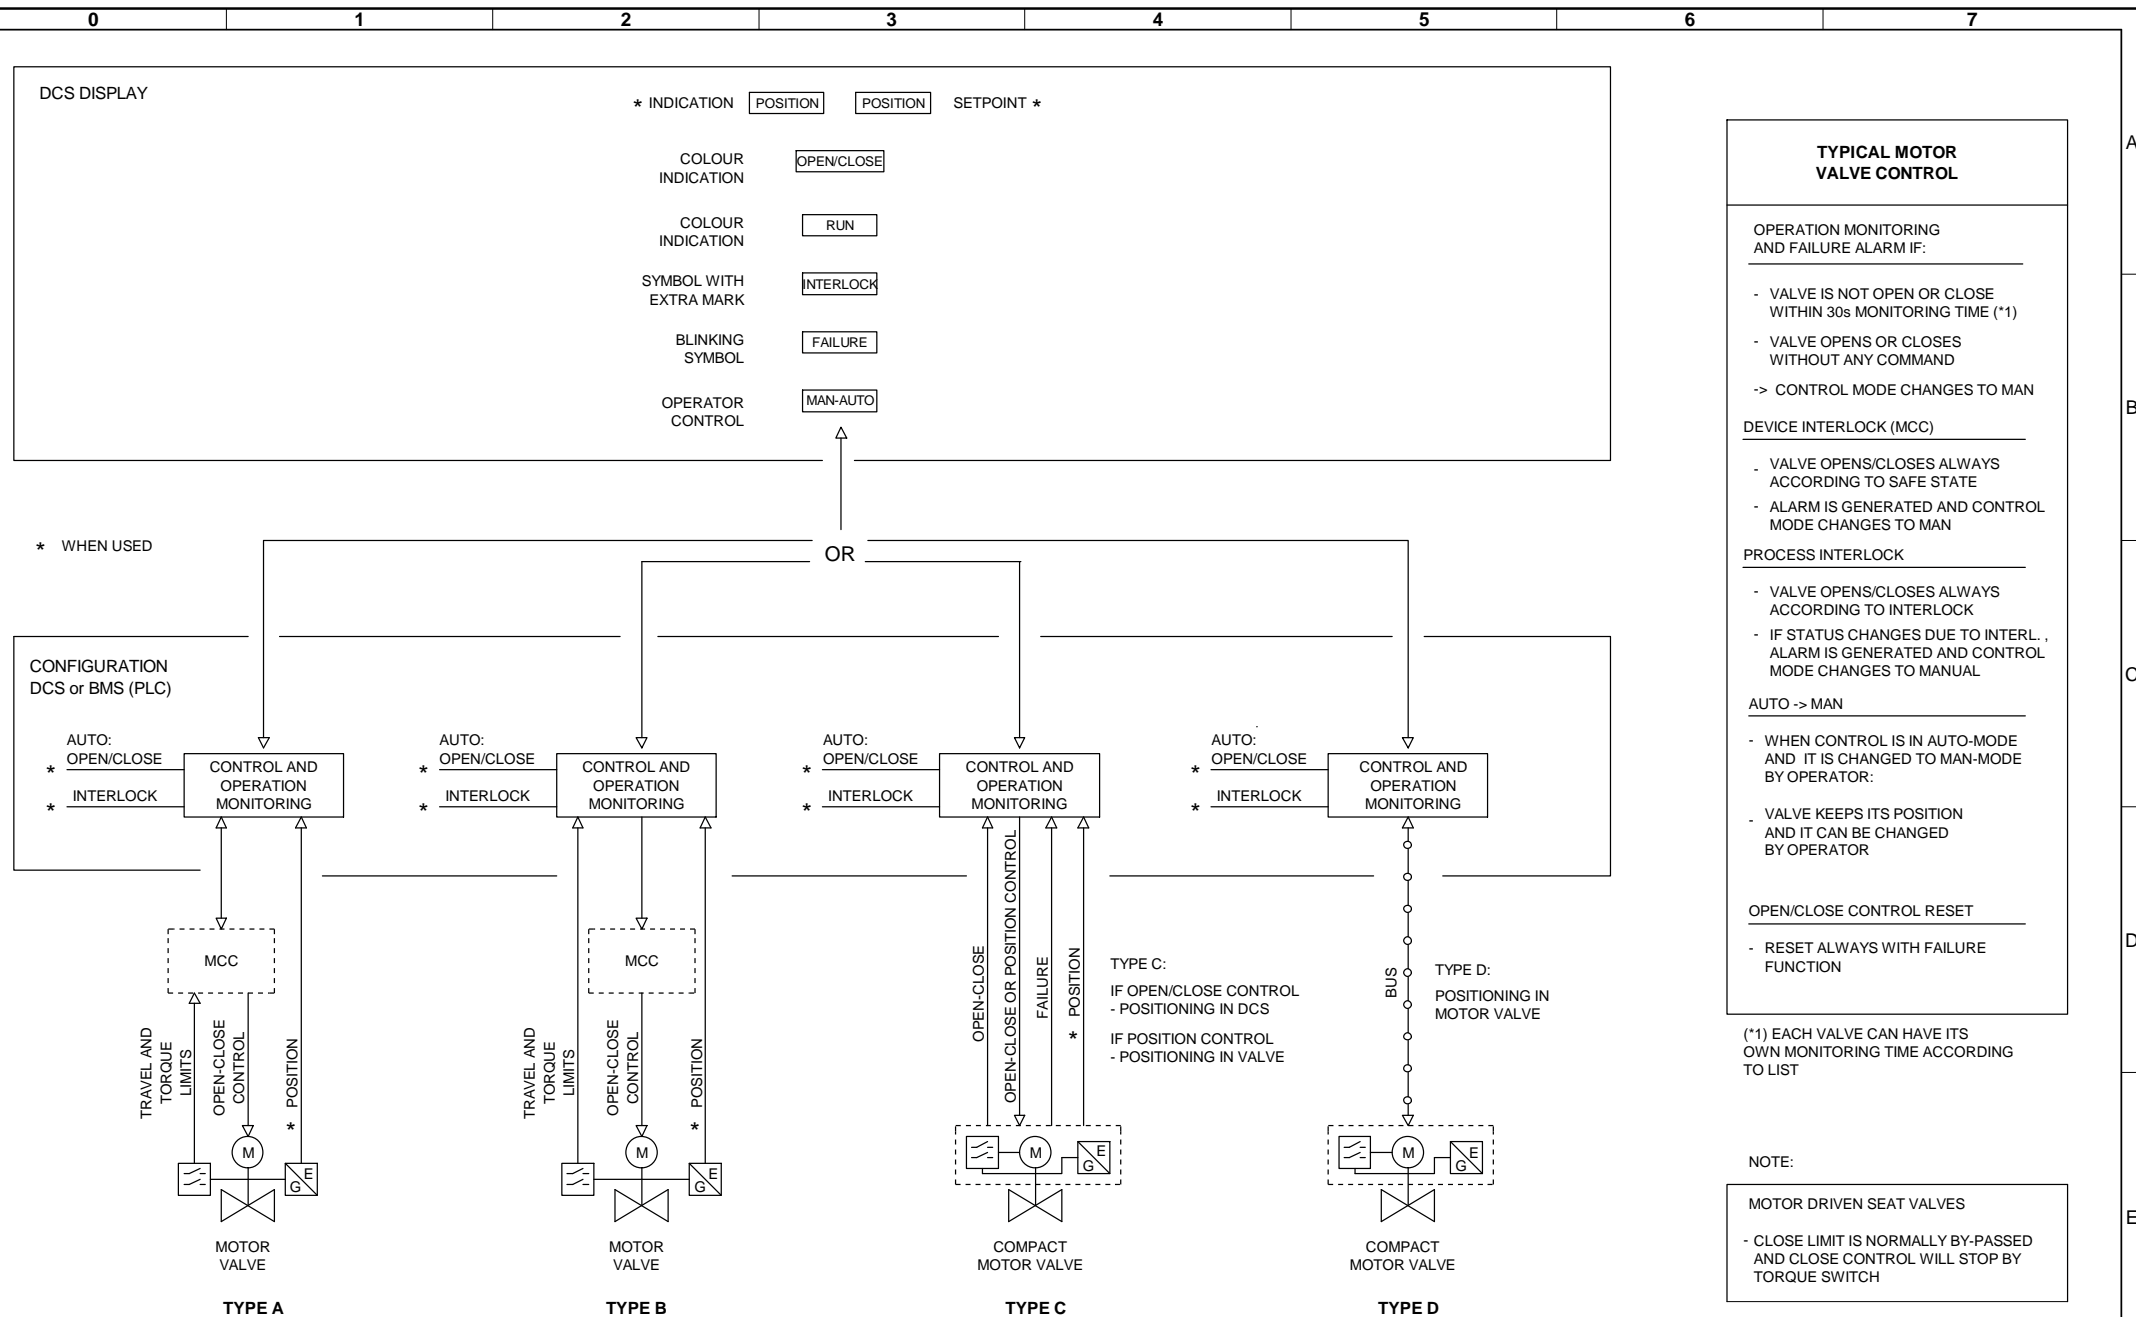 0 1 2 3 4 5 6 7
DCS DISPLAY
* INDICATION POSITION POSITION SETPOINT *
COLOUR
INDICATION
OPEN/CLOSE
COLOUR
INDICATION
RUN
SYMBOL WITH
EXTRA MARK
INTERLOCK
BLINKING
SYMBOL
FAILURE
OPERATOR
CONTROL
MAN-AUTO
* WHEN USED
OR
CONFIGURATION
DCS or BMS (PLC)
AUTO:
* OPEN/CLOSE
* INTERLOCK
CONTROL AND
OPERATION
MONITORING
AUTO:
* OPEN/CLOSE
* INTERLOCK
CONTROL AND
OPERATION
MONITORING
AUTO:
* OPEN/CLOSE
* INTERLOCK
CONTROL AND
OPERATION
MONITORING
AUTO:
* OPEN/CLOSE
* INTERLOCK
CONTROL AND
OPERATION
MONITORING
MCC
TRAVEL AND
TORQUE
LIMITS
OPEN-CLOSE
CONTROL
* POSITION
M
E
G
MOTOR
VALVE
TYPE A
MCC
TRAVEL AND
TORQUE
LIMITS
OPEN-CLOSE
CONTROL
* POSITION
M
E
G
MOTOR
VALVE
TYPE B
OPEN-CLOSE
OPEN-CLOSE OR POSITION CONTROL
FAILURE
* POSITION
TYPE C:
IF OPEN/CLOSE CONTROL
- POSITIONING IN DCS
IF POSITION CONTROL
- POSITIONING IN VALVE
M
E
G
COMPACT
MOTOR VALVE
TYPE C
BUS
TYPE D:
POSITIONING IN
MOTOR VALVE
M
E
G
COMPACT
MOTOR VALVE
TYPE D
TYPICAL MOTOR
VALVE CONTROL
OPERATION MONITORING
AND FAILURE ALARM IF:
- VALVE IS NOT OPEN OR CLOSE
WITHIN 30s MONITORING TIME (*1)
- VALVE OPENS OR CLOSES
WITHOUT ANY COMMAND
-> CONTROL MODE CHANGES TO MAN
DEVICE INTERLOCK (MCC)
- VALVE OPENS/CLOSES ALWAYS
ACCORDING TO SAFE STATE
- ALARM IS GENERATED AND CONTROL
MODE CHANGES TO MAN
PROCESS INTERLOCK
- VALVE OPENS/CLOSES ALWAYS
ACCORDING TO INTERLOCK
- IF STATUS CHANGES DUE TO INTERL. ,
ALARM IS GENERATED AND CONTROL
MODE CHANGES TO MANUAL
AUTO -> MAN
- WHEN CONTROL IS IN AUTO-MODE
AND IT IS CHANGED TO MAN-MODE
BY OPERATOR:
- VALVE KEEPS ITS POSITION
AND IT CAN BE CHANGED
BY OPERATOR
OPEN/CLOSE CONTROL RESET
- RESET ALWAYS WITH FAILURE
FUNCTION
(*1) EACH VALVE CAN HAVE ITS
OWN MONITORING TIME ACCORDING
TO LIST
NOTE:
MOTOR DRIVEN SEAT VALVES
- CLOSE LIMIT IS NORMALLY BY-PASSED
AND CLOSE CONTROL WILL STOP BY
TORQUE SWITCH
A
B
C
D
E